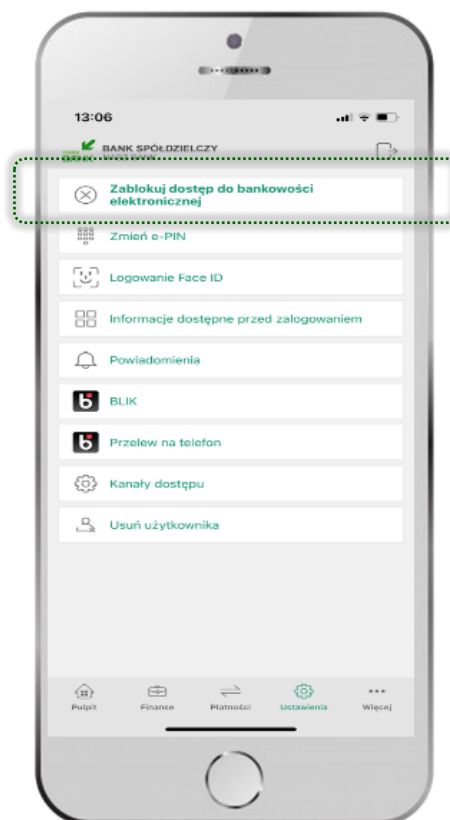 13:06
BANK SPÓŁDZIELCZY
BANK
Zablokuj dostęp do bankowości
elektronicznej
Zmień e-PIN
Logowanie Face ID
Informacje dostępne przed zalogowaniem
Powiadomienia
BLIK
Przelew na telefon
Kanały dostępu
Usuń użytkownika
Pulpit Finanse Płatności Ustawienia Więcej